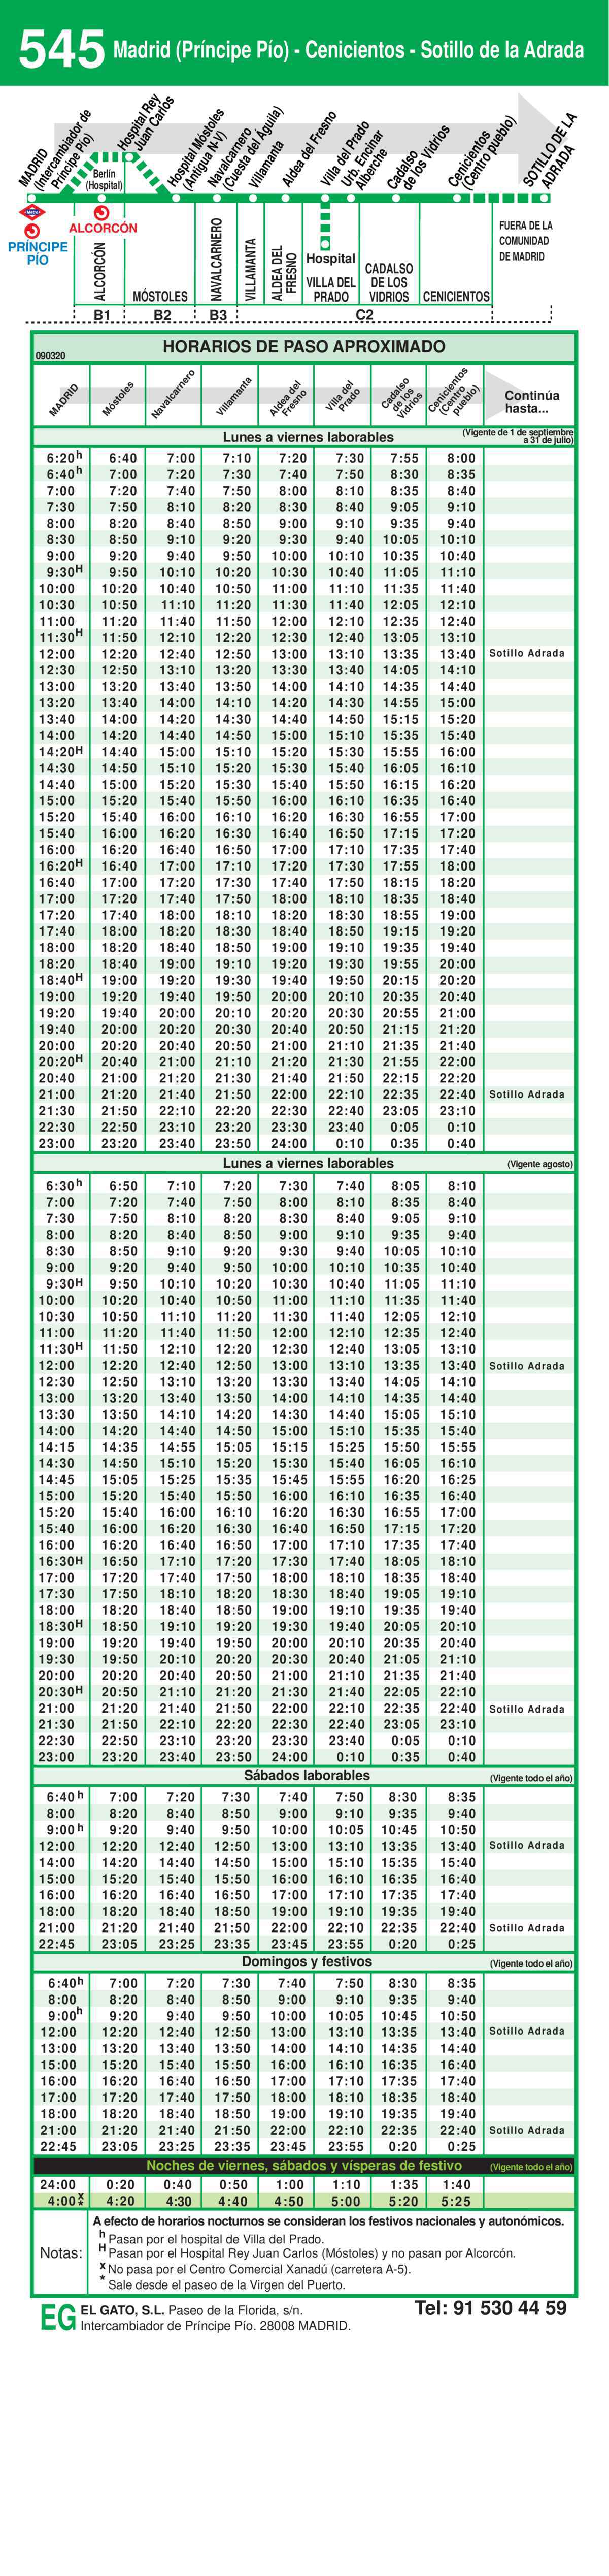 545 Madrid (Príncipe Pío) - Cenicientos - Sotillo de la Adrada
MADRID
(Intercambiador de
Príncipe Pío)
Berlín
(Hospital)
Hospital Rey
Juan Carlos
Hospital Móstoles
(Antigua N-V)
Navalcarnero
(Cuesta del Águila)
Villamanta
Aldea del Fresno
Villa del Prado
Urb. Encinar
Alberche
Cadalso
de los Vidrios
Cenicientos
(Centro pueblo)
SOTILLO DE LA
ADRADA
Metro
PRÍNCIPE
PÍO
ALCORCÓN
ALCORCÓN
MÓSTOLES
NAVALCARNERO
VILLAMANTA
ALDEA DEL
FRESNO
Hospital
VILLA DEL
PRADO
CADALSO
DE LOS
VIDRIOS
CENICIENTOS
FUERA DE LA
COMUNIDAD
DE MADRID
B1 B2 B3 C2
090320
HORARIOS DE PASO APROXIMADO
MADRID
Móstoles
Navalcarnero
Villamanta
Aldea del
Fresno
Villa del
Prado
Cadalso
de los
Vidrios
Cenicientos
(Centro
pueblo)
Continúa
hasta...
Lunes a viernes laborables (Vigente de 1 de septiembre
a 31 de julio)
6:20h 6:40 7:00 7:10 7:20 7:30 7:55 8:00
6:40h 7:00 7:20 7:30 7:40 7:50 8:30 8:35
7:00 7:20 7:40 7:50 8:00 8:10 8:35 8:40
7:30 7:50 8:10 8:20 8:30 8:40 9:05 9:10
8:00 8:20 8:40 8:50 9:00 9:10 9:35 9:40
8:30 8:50 9:10 9:20 9:30 9:40 10:05 10:10
9:00 9:20 9:40 9:50 10:00 10:10 10:35 10:40
9:30H 9:50 10:10 10:20 10:30 10:40 11:05 11:10
10:00 10:20 10:40 10:50 11:00 11:10 11:35 11:40
10:30 10:50 11:10 11:20 11:30 11:40 12:05 12:10
11:00 11:20 11:40 11:50 12:00 12:10 12:35 12:40
11:30H 11:50 12:10 12:20 12:30 12:40 13:05 13:10
12:00 12:20 12:40 12:50 13:00 13:10 13:35 13:40 Sotillo Adrada
12:30 12:50 13:10 13:20 13:30 13:40 14:05 14:10
13:00 13:20 13:40 13:50 14:00 14:10 14:35 14:40
13:20 13:40 14:00 14:10 14:20 14:30 14:55 15:00
13:40 14:00 14:20 14:30 14:40 14:50 15:15 15:20
14:00 14:20 14:40 14:50 15:00 15:10 15:35 15:40
14:20H 14:40 15:00 15:10 15:20 15:30 15:55 16:00
14:30 14:50 15:10 15:20 15:30 15:40 16:05 16:10
14:40 15:00 15:20 15:30 15:40 15:50 16:15 16:20
15:00 15:20 15:40 15:50 16:00 16:10 16:35 16:40
15:20 15:40 16:00 16:10 16:20 16:30 16:55 17:00
15:40 16:00 16:20 16:30 16:40 16:50 17:15 17:20
16:00 16:20 16:40 16:50 17:00 17:10 17:35 17:40
16:20H 16:40 17:00 17:10 17:20 17:30 17:55 18:00
16:40 17:00 17:20 17:30 17:40 17:50 18:15 18:20
17:00 17:20 17:40 17:50 18:00 18:10 18:35 18:40
17:20 17:40 18:00 18:10 18:20 18:30 18:55 19:00
17:40 18:00 18:20 18:30 18:40 18:50 19:15 19:20
18:00 18:20 18:40 18:50 19:00 19:10 19:35 19:40
18:20 18:40 19:00 19:10 19:20 19:30 19:55 20:00
18:40H 19:00 19:20 19:30 19:40 19:50 20:15 20:20
19:00 19:20 19:40 19:50 20:00 20:10 20:35 20:40
19:20 19:40 20:00 20:10 20:20 20:30 20:55 21:00
19:40 20:00 20:20 20:30 20:40 20:50 21:15 21:20
20:00 20:20 20:40 20:50 21:00 21:10 21:35 21:40
20:20H 20:40 21:00 21:10 21:20 21:30 21:55 22:00
20:40 21:00 21:20 21:30 21:40 21:50 22:15 22:20
21:00 21:20 21:40 21:50 22:00 22:10 22:35 22:40 Sotillo Adrada
21:30 21:50 22:10 22:20 22:30 22:40 23:05 23:10
22:30 22:50 23:10 23:20 23:30 23:40 0:05 0:10
23:00 23:20 23:40 23:50 24:00 0:10 0:35 0:40
Lunes a viernes laborables (Vigente agosto)
6:30h 6:50 7:10 7:20 7:30 7:40 8:05 8:10
7:00 7:20 7:40 7:50 8:00 8:10 8:35 8:40
7:30 7:50 8:10 8:20 8:30 8:40 9:05 9:10
8:00 8:20 8:40 8:50 9:00 9:10 9:35 9:40
8:30 8:50 9:10 9:20 9:30 9:40 10:05 10:10
9:00 9:20 9:40 9:50 10:00 10:10 10:35 10:40
9:30H 9:50 10:10 10:20 10:30 10:40 11:05 11:10
10:00 10:20 10:40 10:50 11:00 11:10 11:35 11:40
10:30 10:50 11:10 11:20 11:30 11:40 12:05 12:10
11:00 11:20 11:40 11:50 12:00 12:10 12:35 12:40
11:30H 11:50 12:10 12:20 12:30 12:40 13:05 13:10
12:00 12:20 12:40 12:50 13:00 13:10 13:35 13:40 Sotillo Adrada
12:30 12:50 13:10 13:20 13:30 13:40 14:05 14:10
13:00 13:20 13:40 13:50 14:00 14:10 14:35 14:40
13:30 13:50 14:10 14:20 14:30 14:40 15:05 15:10
14:00 14:20 14:40 14:50 15:00 15:10 15:35 15:40
14:15 14:35 14:55 15:05 15:15 15:25 15:50 15:55
14:30 14:50 15:10 15:20 15:30 15:40 16:05 16:10
14:45 15:05 15:25 15:35 15:45 15:55 16:20 16:25
15:00 15:20 15:40 15:50 16:00 16:10 16:35 16:40
15:20 15:40 16:00 16:10 16:20 16:30 16:55 17:00
15:40 16:00 16:20 16:30 16:40 16:50 17:15 17:20
16:00 16:20 16:40 16:50 17:00 17:10 17:35 17:40
16:30H 16:50 17:10 17:20 17:30 17:40 18:05 18:10
17:00 17:20 17:40 17:50 18:00 18:10 18:35 18:40
17:30 17:50 18:10 18:20 18:30 18:40 19:05 19:10
18:00 18:20 18:40 18:50 19:00 19:10 19:35 19:40
18:30H 18:50 19:10 19:20 19:30 19:40 20:05 20:10
19:00 19:20 19:40 19:50 20:00 20:10 20:35 20:40
19:30 19:50 20:10 20:20 20:30 20:40 21:05 21:10
20:00 20:20 20:40 20:50 21:00 21:10 21:35 21:40
20:30H 20:50 21:10 21:20 21:30 21:40 22:05 22:10
21:00 21:20 21:40 21:50 22:00 22:10 22:35 22:40 Sotillo Adrada
21:30 21:50 22:10 22:20 22:30 22:40 23:05 23:10
22:30 22:50 23:10 23:20 23:30 23:40 0:05 0:10
23:00 23:20 23:40 23:50 24:00 0:10 0:35 0:40
Sábados laborables (Vigente todo el año)
6:40h 7:00 7:20 7:30 7:40 7:50 8:30 8:35
8:00 8:20 8:40 8:50 9:00 9:10 9:35 9:40
9:00h 9:20 9:40 9:50 10:00 10:05 10:45 10:50
12:00 12:20 12:40 12:50 13:00 13:10 13:35 13:40 Sotillo Adrada
14:00 14:20 14:40 14:50 15:00 15:10 15:35 15:40
15:00 15:20 15:40 15:50 16:00 16:10 16:35 16:40
16:00 16:20 16:40 16:50 17:00 17:10 17:35 17:40
18:00 18:20 18:40 18:50 19:00 19:10 19:35 19:40
21:00 21:20 21:40 21:50 22:00 22:10 22:35 22:40 Sotillo Adrada
22:45 23:05 23:25 23:35 23:45 23:55 0:20 0:25
Domingos y festivos (Vigente todo el año)
6:40h 7:00 7:20 7:30 7:40 7:50 8:30 8:35
8:00 8:20 8:40 8:50 9:00 9:10 9:35 9:40
9:00h 9:20 9:40 9:50 10:00 10:05 10:45 10:50
12:00 12:20 12:40 12:50 13:00 13:10 13:35 13:40 Sotillo Adrada
13:00 13:20 13:40 13:50 14:00 14:10 14:35 14:40
15:00 15:20 15:40 15:50 16:00 16:10 16:35 16:40
16:00 16:20 16:40 16:50 17:00 17:10 17:35 17:40
17:00 17:20 17:40 17:50 18:00 18:10 18:35 18:40
18:00 18:20 18:40 18:50 19:00 19:10 19:35 19:40
21:00 21:20 21:40 21:50 22:00 22:10 22:35 22:40 Sotillo Adrada
22:45 23:05 23:25 23:35 23:45 23:55 0:20 0:25
Noches de viernes, sábados y vísperas de festivo (Vigente todo el año)
24:00 0:20 0:40 0:50 1:00 1:10 1:35 1:40
4:00x* 4:20 4:30 4:40 4:50 5:00 5:20 5:25
Notas:
A efecto de horarios nocturnos se consideran los festivos nacionales y autonómicos.
h Pasan por el hospital de Villa del Prado.
H Pasan por el Hospital Rey Juan Carlos (Móstoles) y no pasan por Alcorcón.
x No pasa por el Centro Comercial Xanadú (carretera A-5).
* Sale desde el paseo de la Virgen del Puerto.
EG EL GATO, S.L. Paseo de la Florida, s/n.
Intercambiador de Príncipe Pío. 28008 MADRID.
Tel: 91 530 44 59